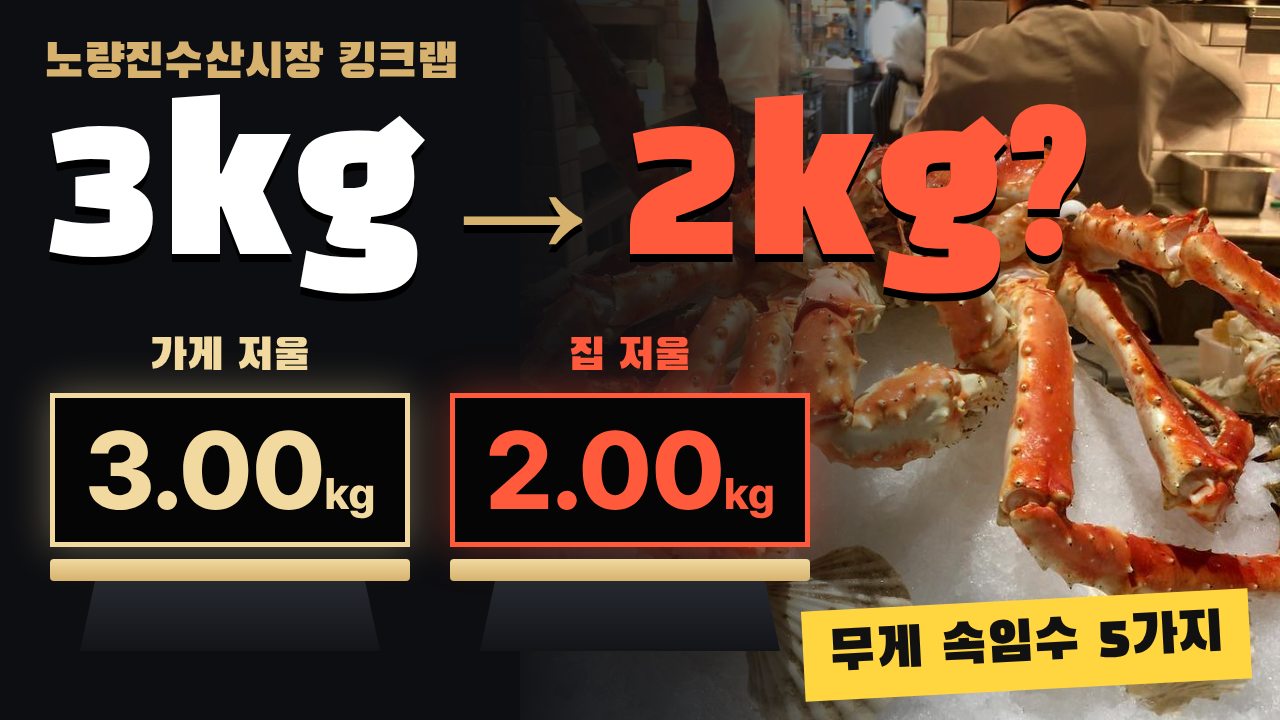 노량진수산시장 킹크랩
3kg → 2kg?
가게 저울
집 저울
3.00kg
2.00kg
무게 속임수 5가지